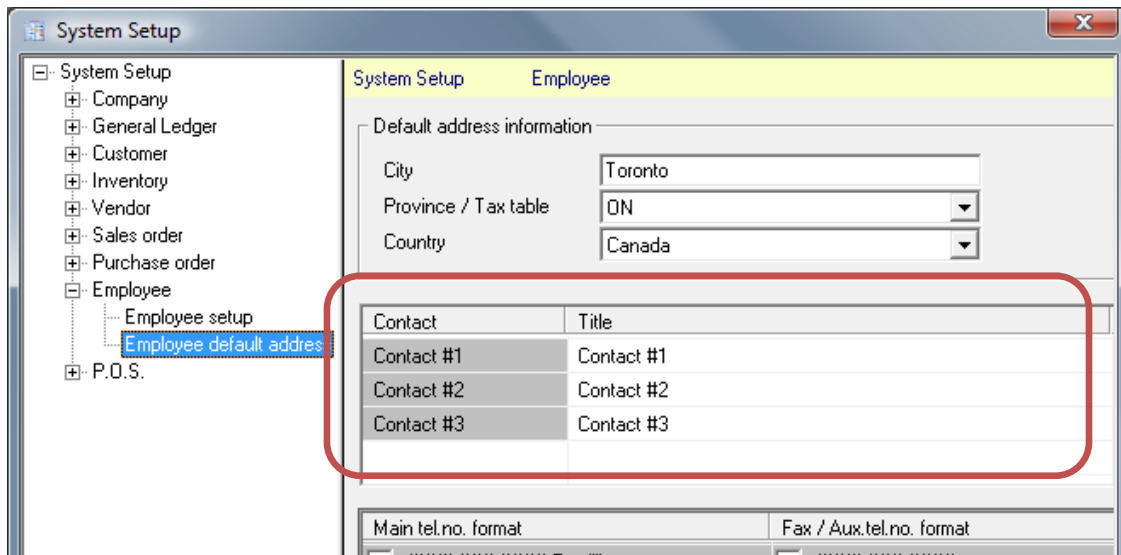 System Setup
System Setup
Company
General Ledger
Customer
Inventory
Vendor
Sales order
Purchase order
Employee
Employee setup
Employee default addres
P.O.S.
System Setup Employee
Default address information
City Toronto
Province / Tax table ON
Country Canada
Contact Title
Contact #1 Contact #1
Contact #2 Contact #2
Contact #3 Contact #3
Main tel.no. format Fax / Aux.tel.no. format